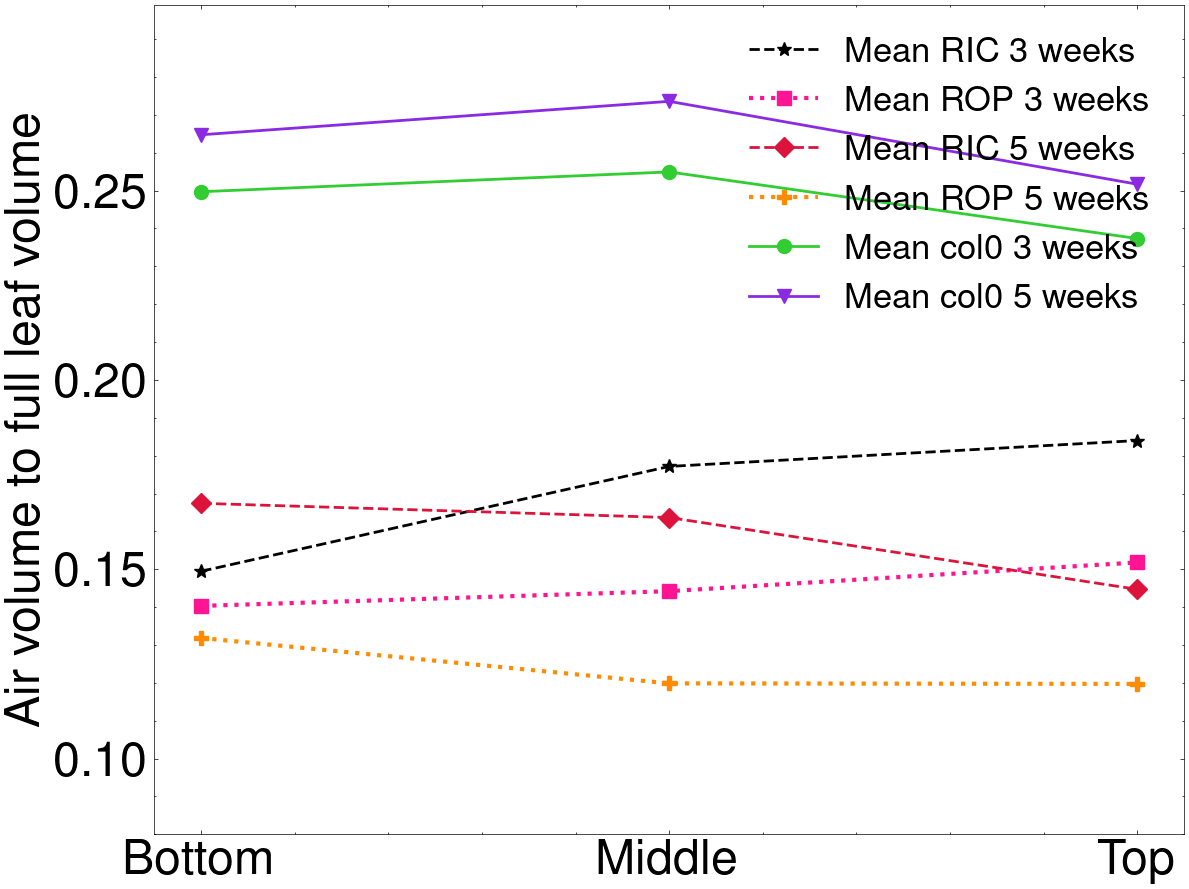 Air volume to full leaf volume
0.25
0.20
0.15
0.10
Bottom Middle Top
Mean RIC 3 weeks
Mean ROP 3 weeks
Mean RIC 5 weeks
Mean ROP 5 weeks
Mean col0 3 weeks
Mean col0 5 weeks